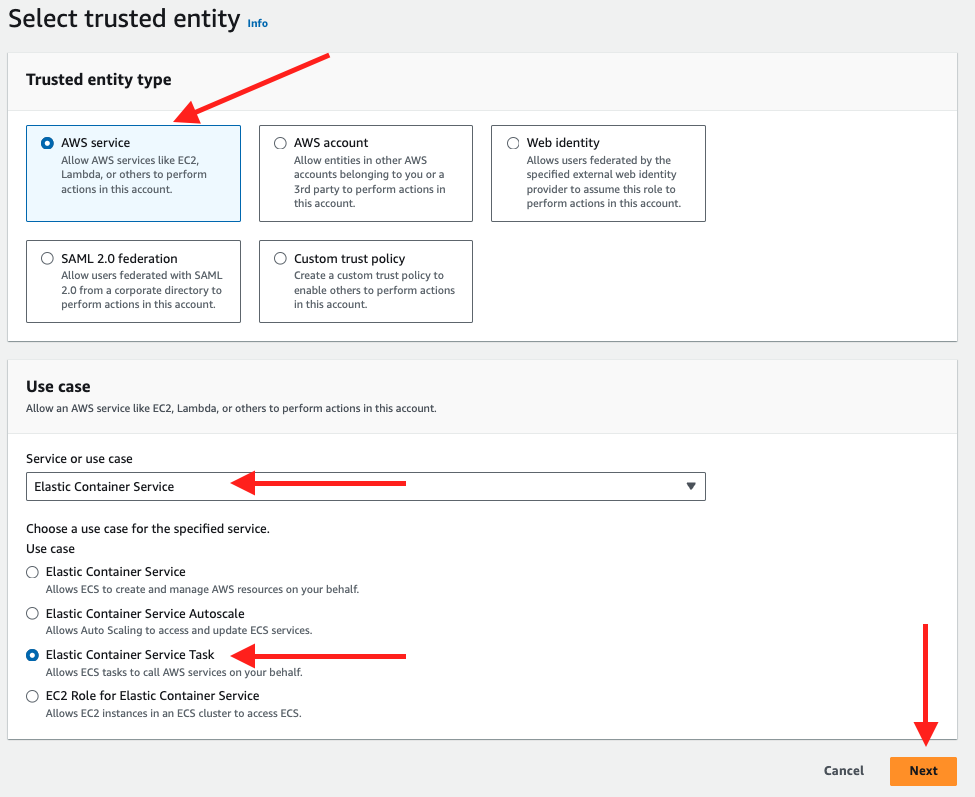 Select trusted entity Info
Trusted entity type
AWS service
Allow AWS services like EC2,
Lambda, or others to perform
actions in this account.
AWS account
Allow entities in other AWS
accounts belonging to you or a
3rd party to perform actions in
this account.
Web identity
Allows users federated by the
specified external web identity
provider to assume this role to
perform actions in this account.
SAML 2.0 federation
Allow users federated with SAML
2.0 from a corporate directory to
perform actions in this account.
Custom trust policy
Create a custom trust policy to
enable others to perform actions
in this account.
Use case
Allow an AWS service like EC2, Lambda, or others to perform actions in this account.
Service or use case
Elastic Container Service
Choose a use case for the specified service.
Use case
Elastic Container Service
Allows ECS to create and manage AWS resources on your behalf.
Elastic Container Service Autoscale
Allows Auto Scaling to access and update ECS services.
Elastic Container Service Task
Allows ECS tasks to call AWS services on your behalf.
EC2 Role for Elastic Container Service
Allows EC2 instances in an ECS cluster to access ECS.
Cancel
Next